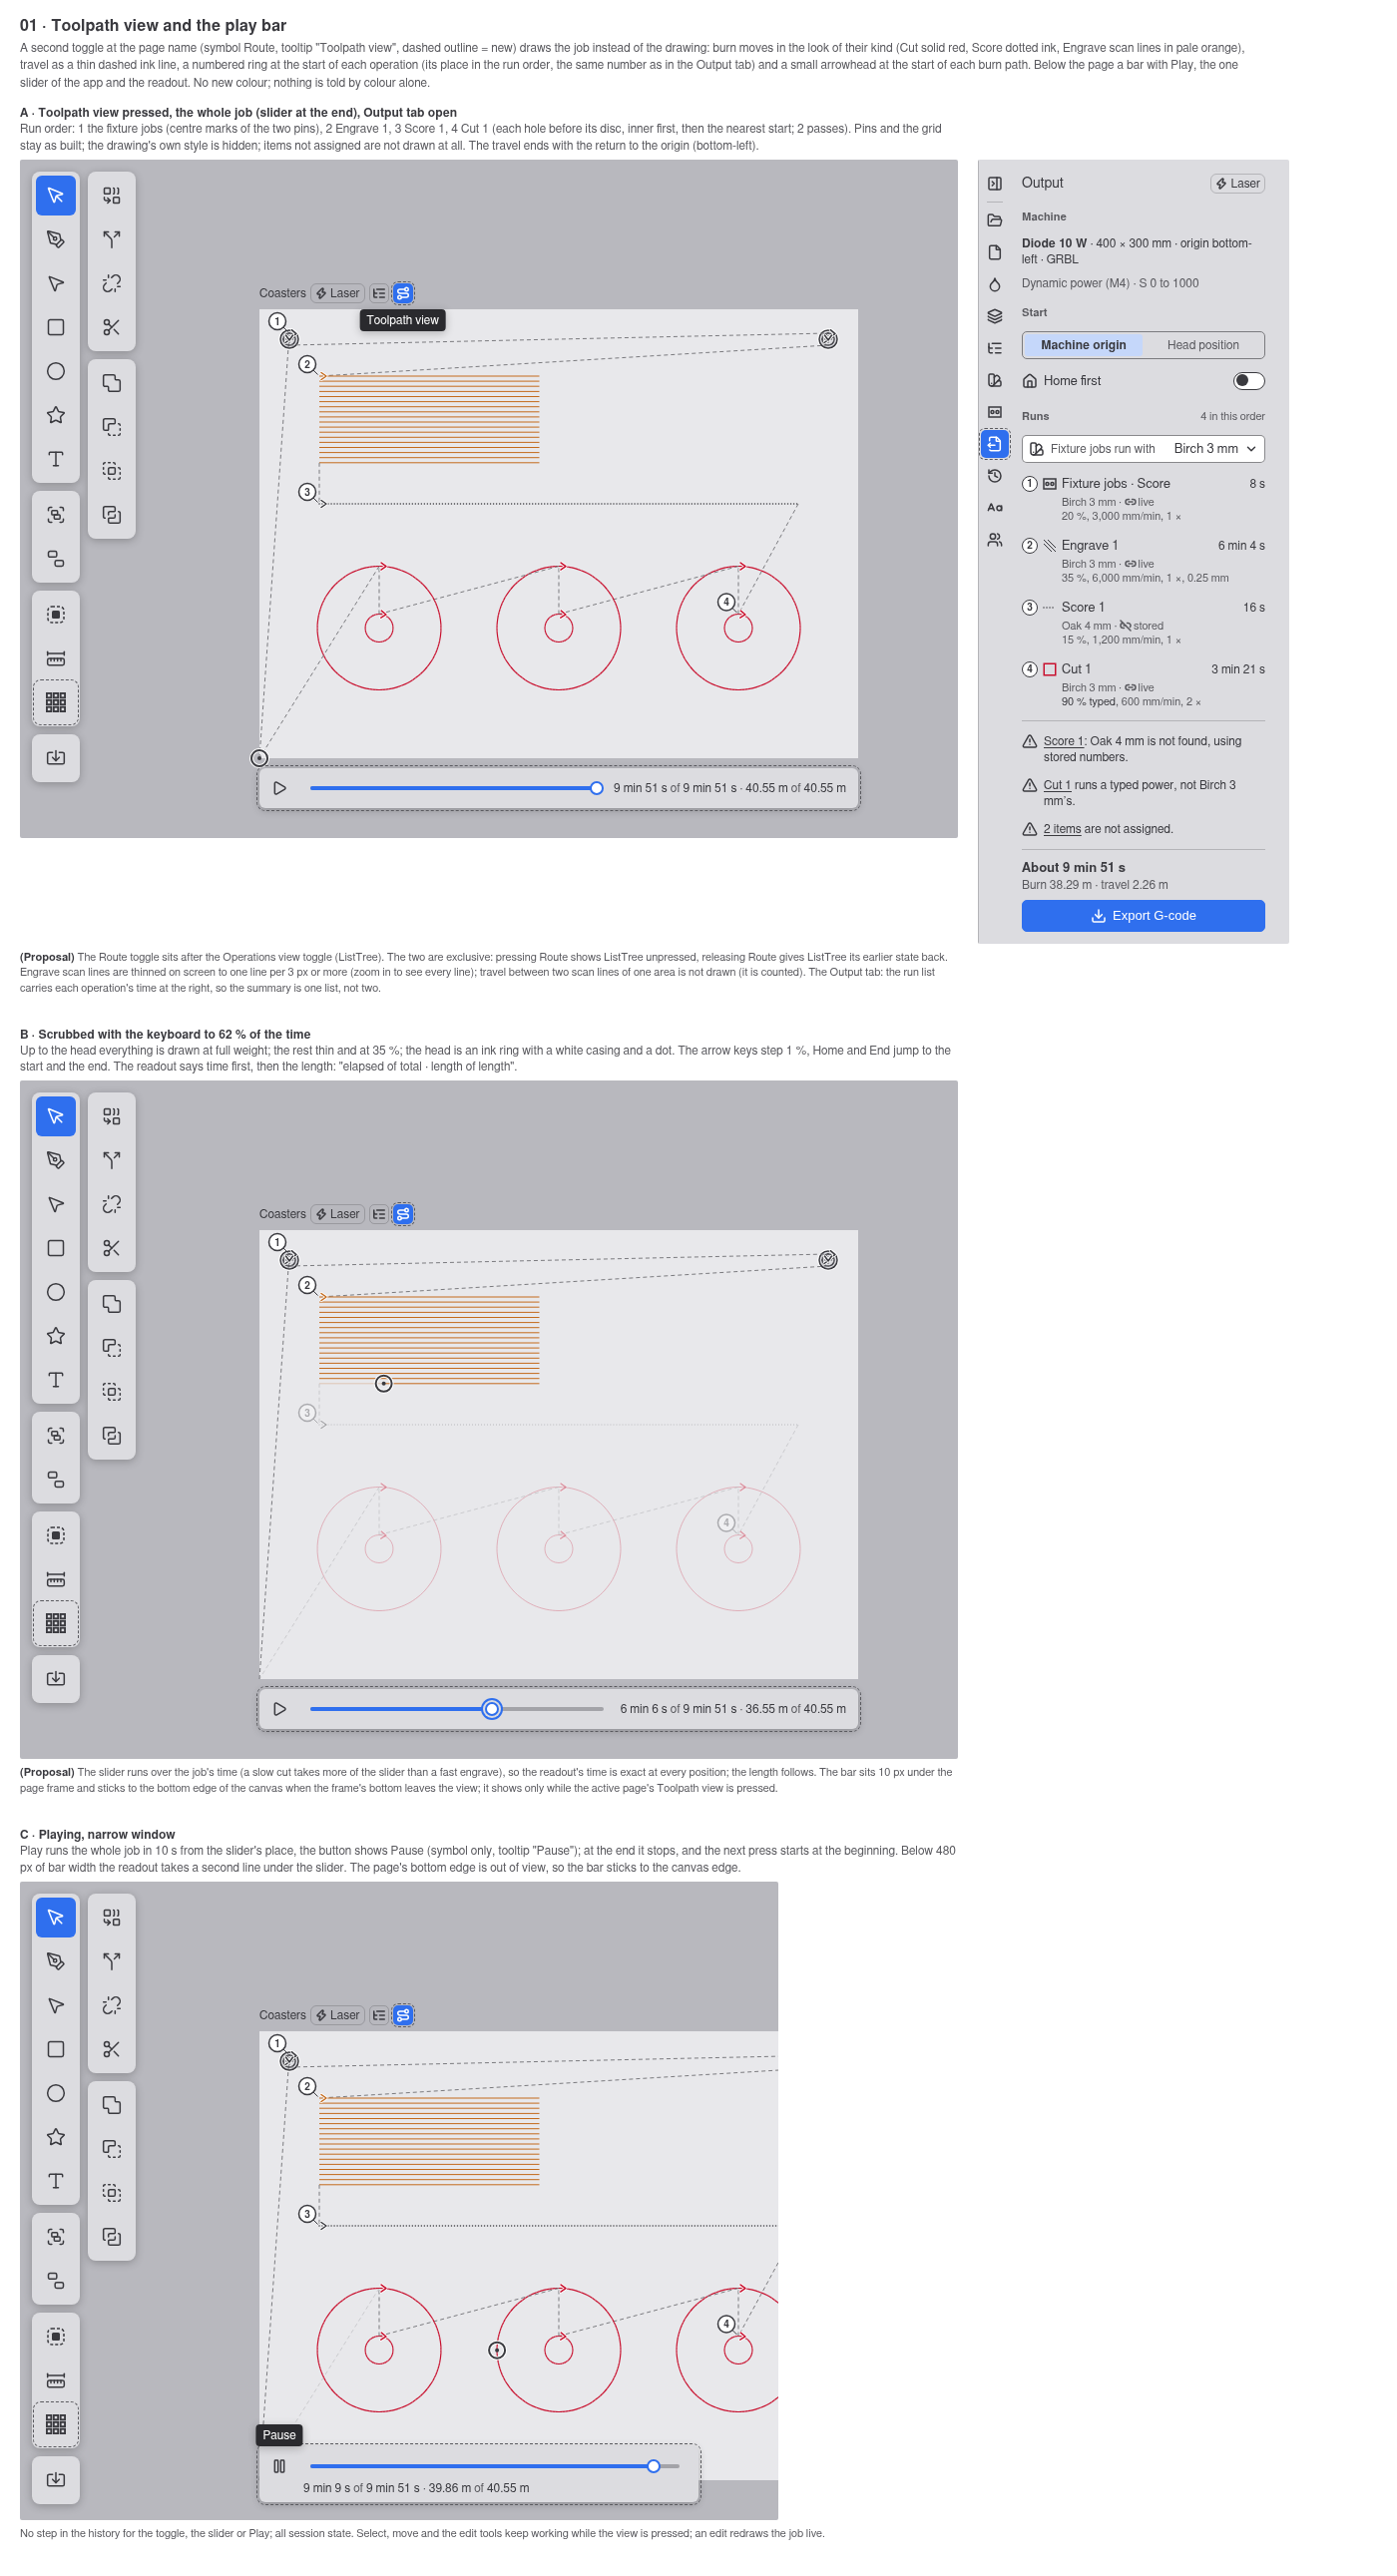 01 · Toolpath view and the play bar
A second toggle at the page name (symbol Route, tooltip "Toolpath view", dashed outline = new) draws the job instead of the drawing: burn moves in the look of their kind (Cut solid red, Score dotted ink, Engrave scan lines in pale orange),
travel as a thin dashed ink line, a numbered ring at the start of each operation (its place in the run order, the same number as in the Output tab) and a small arrowhead at the start of each burn path. Below the page a bar with Play, the one
slider of the app and the readout. No new colour; nothing is told by colour alone.
A · Toolpath view pressed, the whole job (slider at the end), Output tab open
Run order: 1 the fixture jobs (centre marks of the two pins), 2 Engrave 1, 3 Score 1, 4 Cut 1 (each hole before its disc, inner first, then the nearest start; 2 passes). Pins and the grid
stay as built; the drawing's own style is hidden; items not assigned are not drawn at all. The travel ends with the return to the origin (bottom-left).
Coasters Laser
Toolpath view
1
2
3
4
9 min 51 s of 9 min 51 s · 40.55 m of 40.55 m
Output Laser
Machine
Diode 10 W · 400 × 300 mm · origin bottom-
left · GRBL
Dynamic power (M4) · S 0 to 1000
Start
Machine origin Head position
Home first
Runs 4 in this order
Fixture jobs run with Birch 3 mm
Aa
1 Fixture jobs · Score 8 s
Birch 3 mm · live
20 %, 3,000 mm/min, 1 ×
2 Engrave 1 6 min 4 s
Birch 3 mm · live
35 %, 6,000 mm/min, 1 ×, 0.25 mm
3 Score 1 16 s
Oak 4 mm · stored
15 %, 1,200 mm/min, 1 ×
4 Cut 1 3 min 21 s
Birch 3 mm · live
90 % typed, 600 mm/min, 2 ×
Score 1: Oak 4 mm is not found, using
stored numbers.
Cut 1 runs a typed power, not Birch 3
mm's.
2 items are not assigned.
About 9 min 51 s
Burn 38.29 m · travel 2.26 m
Export G-code
(Proposal) The Route toggle sits after the Operations view toggle (ListTree). The two are exclusive: pressing Route shows ListTree unpressed, releasing Route gives ListTree its earlier state back.
Engrave scan lines are thinned on screen to one line per 3 px or more (zoom in to see every line); travel between two scan lines of one area is not drawn (it is counted). The Output tab: the run list
carries each operation's time at the right, so the summary is one list, not two.
B · Scrubbed with the keyboard to 62 % of the time
Up to the head everything is drawn at full weight; the rest thin and at 35 %; the head is an ink ring with a white casing and a dot. The arrow keys step 1 %, Home and End jump to the
start and the end. The readout says time first, then the length: "elapsed of total · length of length".
Coasters Laser
1
2
3
4
6 min 6 s of 9 min 51 s · 36.55 m of 40.55 m
(Proposal) The slider runs over the job's time (a slow cut takes more of the slider than a fast engrave), so the readout's time is exact at every position; the length follows. The bar sits 10 px under the
page frame and sticks to the bottom edge of the canvas when the frame's bottom leaves the view; it shows only while the active page's Toolpath view is pressed.
C · Playing, narrow window
Play runs the whole job in 10 s from the slider's place, the button shows Pause (symbol only, tooltip "Pause"); at the end it stops, and the next press starts at the beginning. Below 480
px of bar width the readout takes a second line under the slider. The page's bottom edge is out of view, so the bar sticks to the canvas edge.
Coasters Laser
1
2
3
4
Pause
9 min 9 s of 9 min 51 s · 39.86 m of 40.55 m
No step in the history for the toggle, the slider or Play; all session state. Select, move and the edit tools keep working while the view is pressed; an edit redraws the job live.